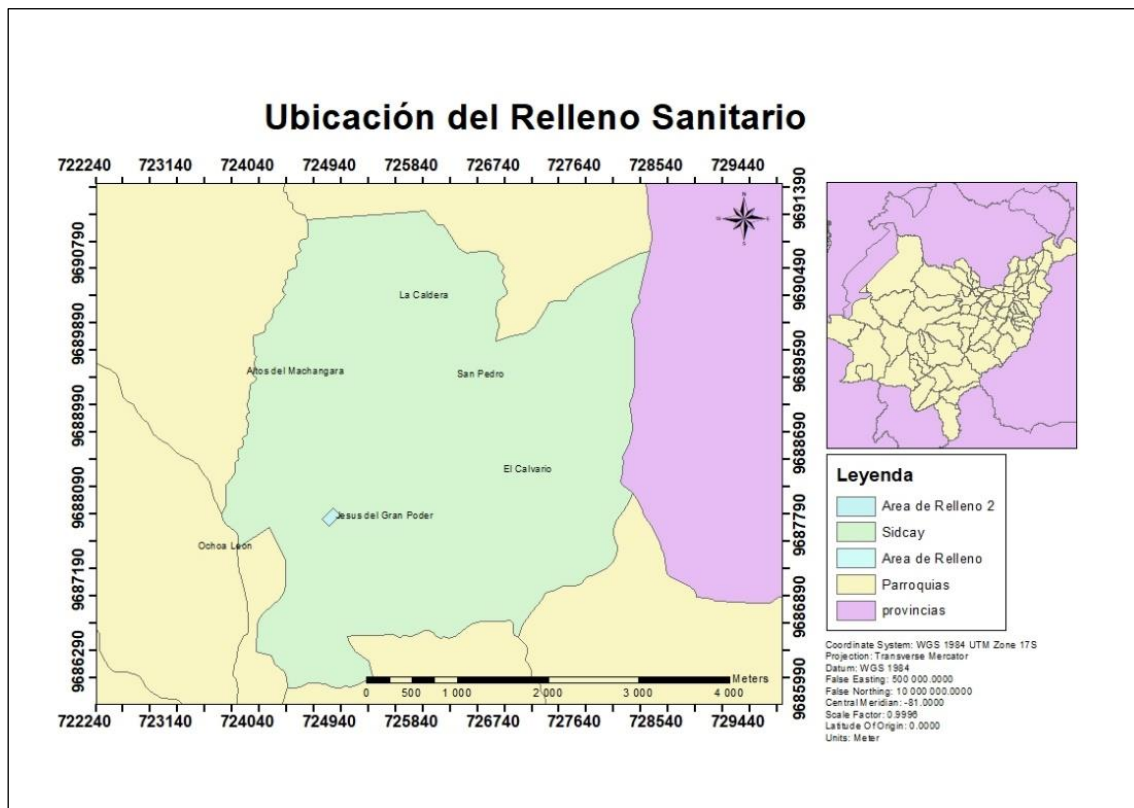 Ubicación del Relleno Sanitario
722240 723140 724040 724940 725840 726740 727640 728540 729440
9691390
9690790
9690490
9689890
9689590
9688990
9688690
9688090
9687790
9687190
9686890
9686290
9685990
N
S
La Caldera
Altos del Machangara
San Pedro
El Calvario
Jesus del Gran Poder
Ochoa León
Meters
0 500 1 000 2 000 3 000 4 000
722240 723140 724040 724940 725840 726740 727640 728540 729440
Leyenda
Area de Relleno 2
Sidcay
Area de Relleno
Parroquias
provincias
Coordinate System: WGS 1984 UTM Zone 17S
Projection: Transverse Mercator
Datum: WGS 1984
False Easting: 500 000.0000
False Northing: 10 000 000.0000
Central Meridian: -81.0000
Scale Factor: 0.9996
Latitude Of Origin: 0.0000
Units: Meter